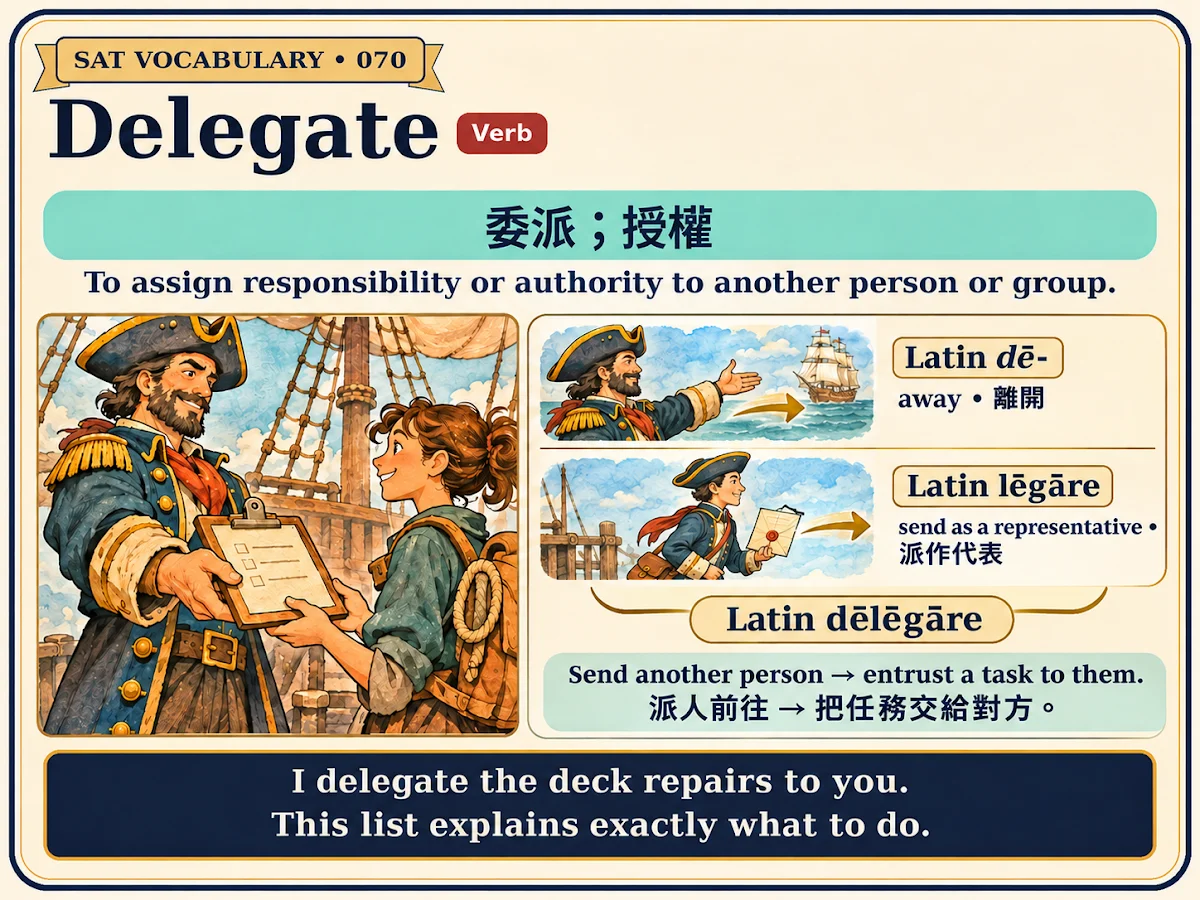 SAT VOCABULARY • 070
Delegate Verb
委派；授權
To assign responsibility or authority to another person or group.
Latin dē-
away • 離開
Latin lēgāre
send as a representative •
派作代表
Latin dēlēgāre
Send another person → entrust a task to them.
派人前往 → 把任務交給對方。
I delegate the deck repairs to you.
This list explains exactly what to do.